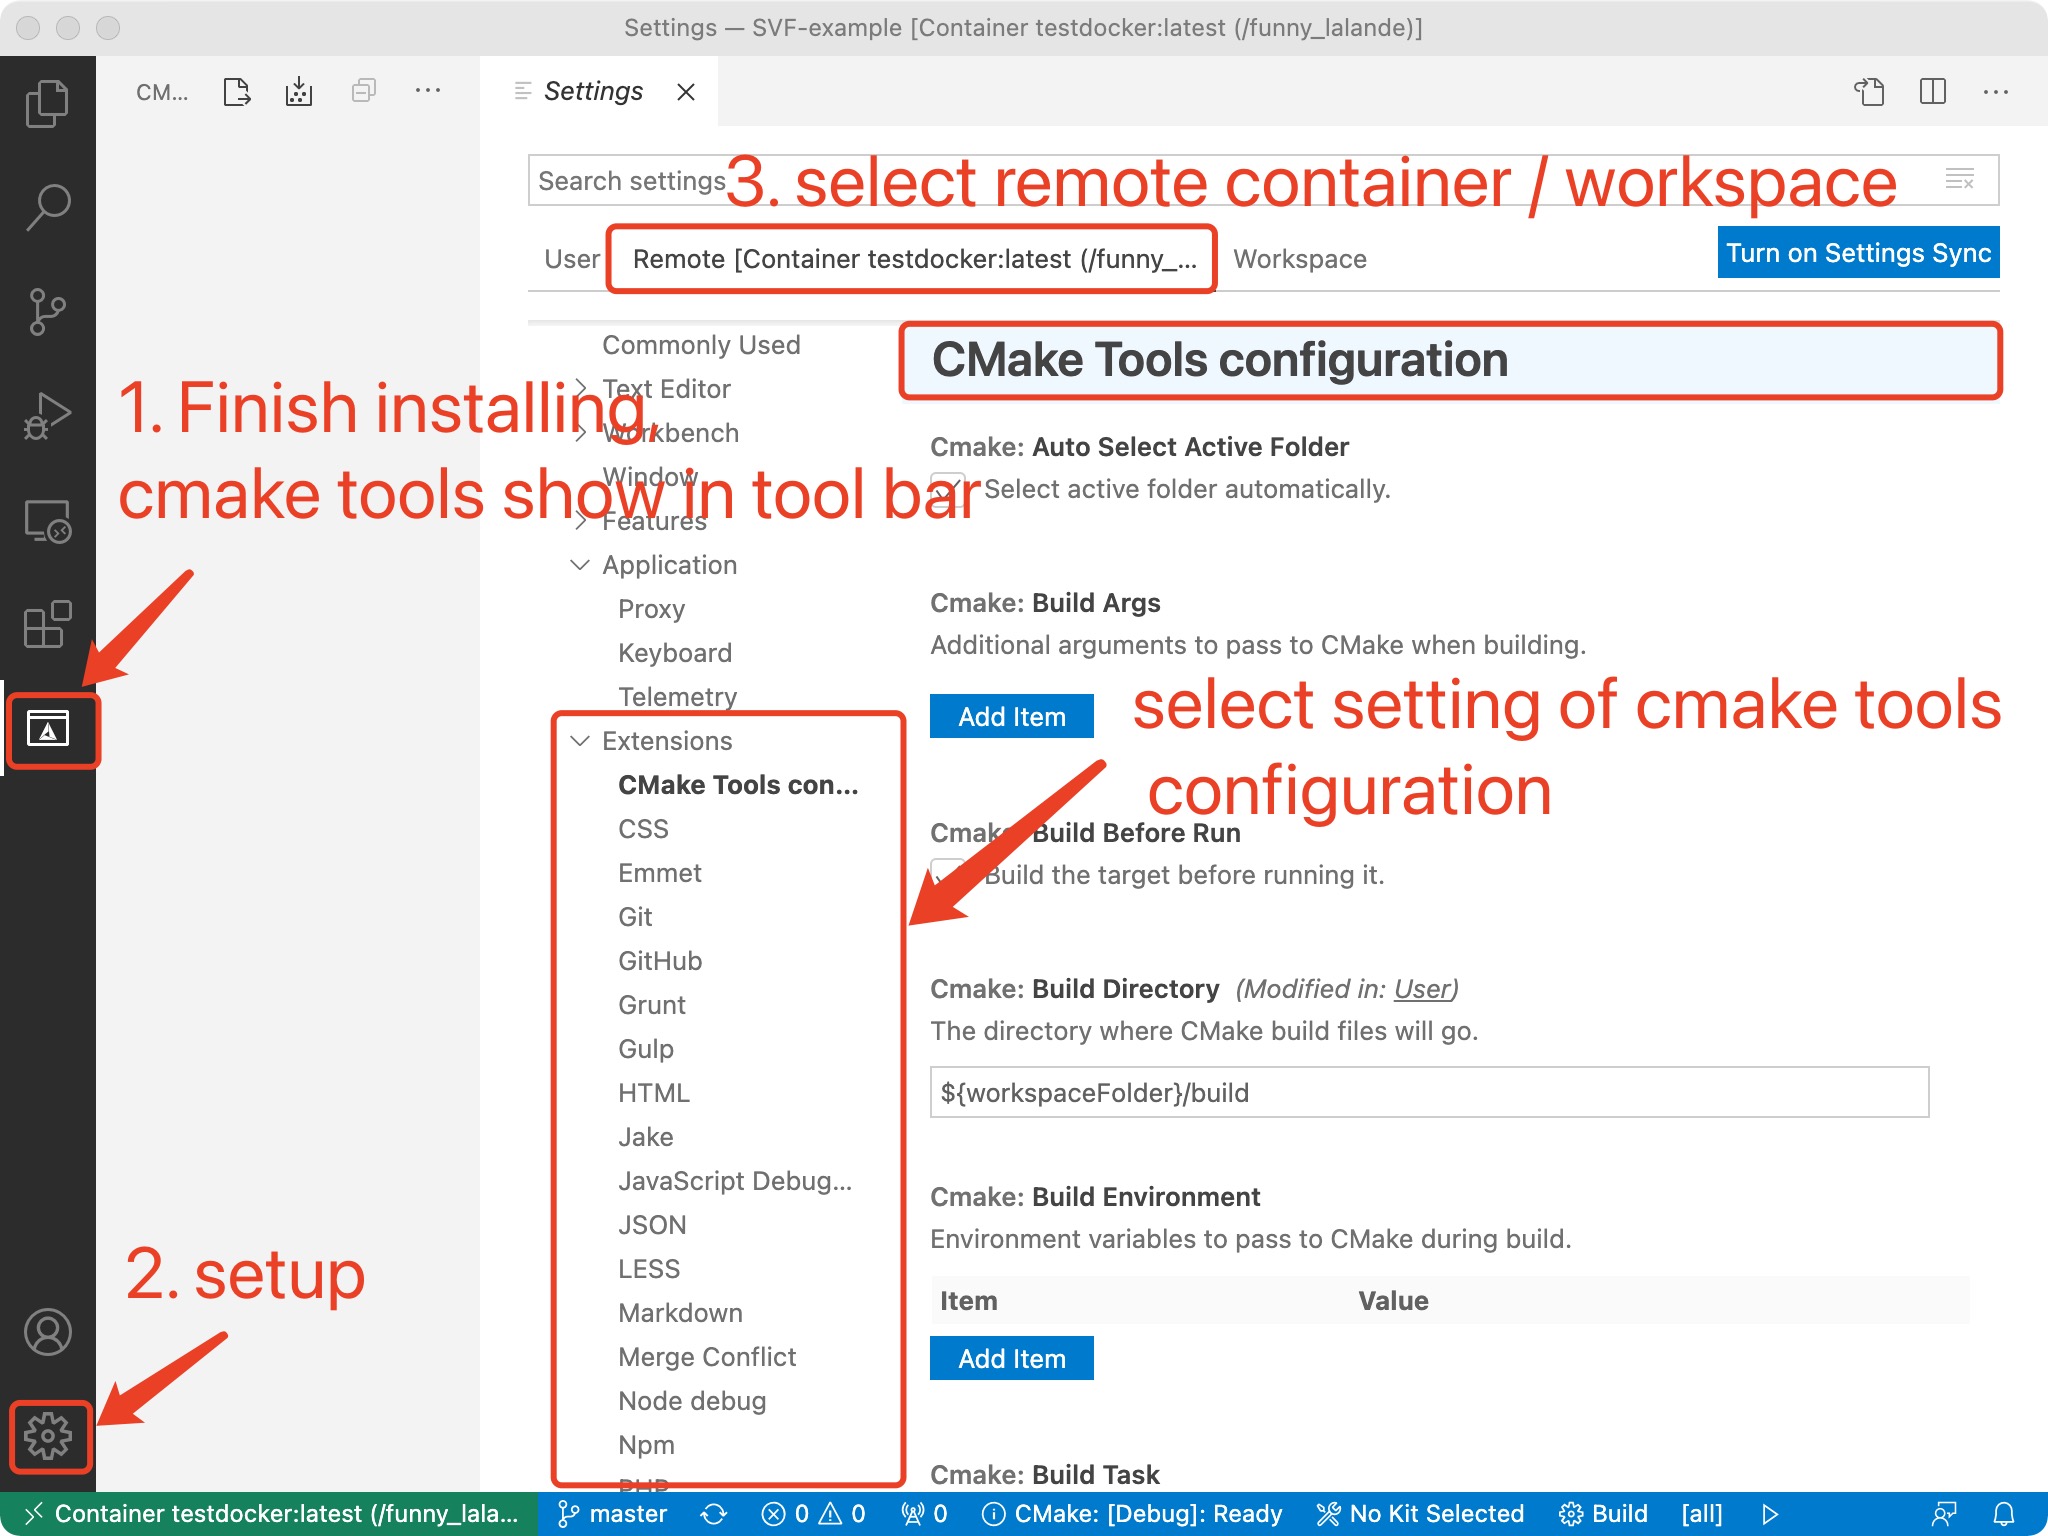 Settings — SVF-example [Container testdocker:latest (/funny_lalande)]
CM...
Settings
Search settings
3. select remote container / workspace
User
Remote [Container testdocker:latest (/funny_...
Workspace
Turn on Settings Sync
1. Finish installing,
cmake tools show in tool bar
Commonly Used
Text Editor
Workbench
Window
Features
Application
Proxy
Keyboard
Telemetry
Extensions
CMake Tools con...
CSS
Emmet
Git
GitHub
Grunt
Gulp
HTML
Jake
JavaScript Debug...
JSON
LESS
Markdown
Merge Conflict
Node debug
Npm
PHP
CMake Tools configuration
Cmake: Auto Select Active Folder
Select active folder automatically.
Cmake: Build Args
Additional arguments to pass to CMake when building.
Add Item
select setting of cmake tools
configuration
Cmake: Build Before Run
Build the target before running it.
Cmake: Build Directory (Modified in: User)
The directory where CMake build files will go.
${workspaceFolder}/build
Cmake: Build Environment
Environment variables to pass to CMake during build.
Item Value
Add Item
Cmake: Build Task
2. setup
Container testdocker:latest (/funny_lala... master 0 0 0 CMake: [Debug]: Ready No Kit Selected Build [all]